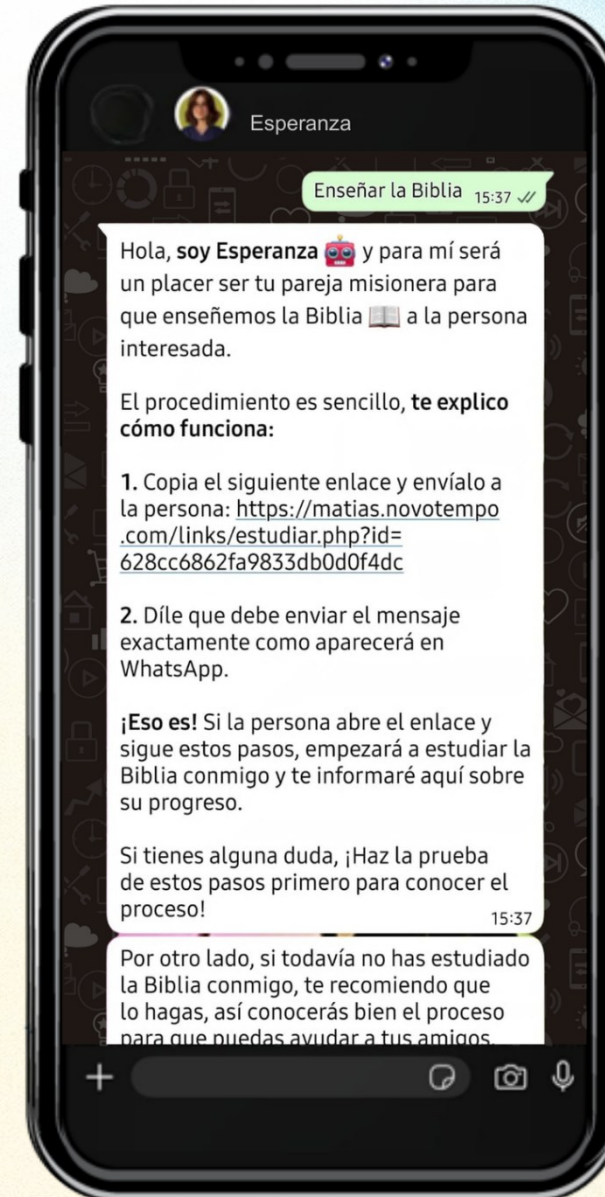 Esperanza
Enseñar la Biblia 15:37
Hola, soy Esperanza y para mí será
un placer ser tu pareja misionera para
que enseñemos la Biblia a la persona
interesada.
El procedimiento es sencillo, te explico
cómo funciona:
1. Copia el siguiente enlace y envíalo a
la persona: https://matias.novotempo
.com/links/estudiar.php?id=
628cc6862fa9833db0d0f4dc
2. Díle que debe enviar el mensaje
exactamente como aparecerá en
WhatsApp.
¡Eso es! Si la persona abre el enlace y
sigue estos pasos, empezará a estudiar la
Biblia conmigo y te informaré aquí sobre
su progreso.
Si tienes alguna duda, ¡Haz la prueba
de estos pasos primero para conocer el
proceso!
15:37
Por otro lado, si todavía no has estudiado
la Biblia conmigo, te recomiendo que
lo hagas, así conocerás bien el proceso
para que puedas ayudar a tus amigos.